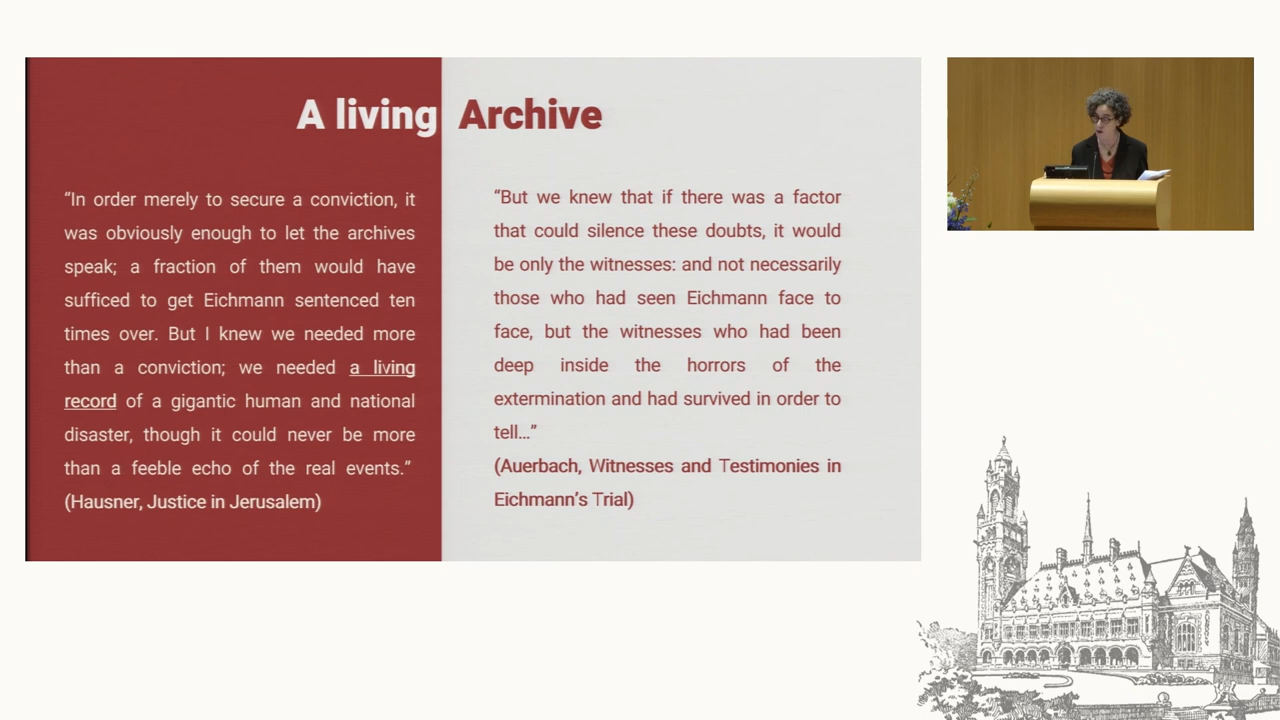 A living Archive
“In order merely to secure a conviction, it
was obviously enough to let the archives
speak; a fraction of them would have
sufficed to get Eichmann sentenced ten
times over. But I knew we needed more
than a conviction; we needed a living
record of a gigantic human and national
disaster, though it could never be more
than a feeble echo of the real events.”
(Hausner, Justice in Jerusalem)
“But we knew that if there was a factor
that could silence these doubts, it would
be only the witnesses: and not necessarily
those who had seen Eichmann face to
face, but the witnesses who had been
deep inside the horrors of the
extermination and had survived in order to
tell...”
(Auerbach, Witnesses and Testimonies in
Eichmann’s Trial)